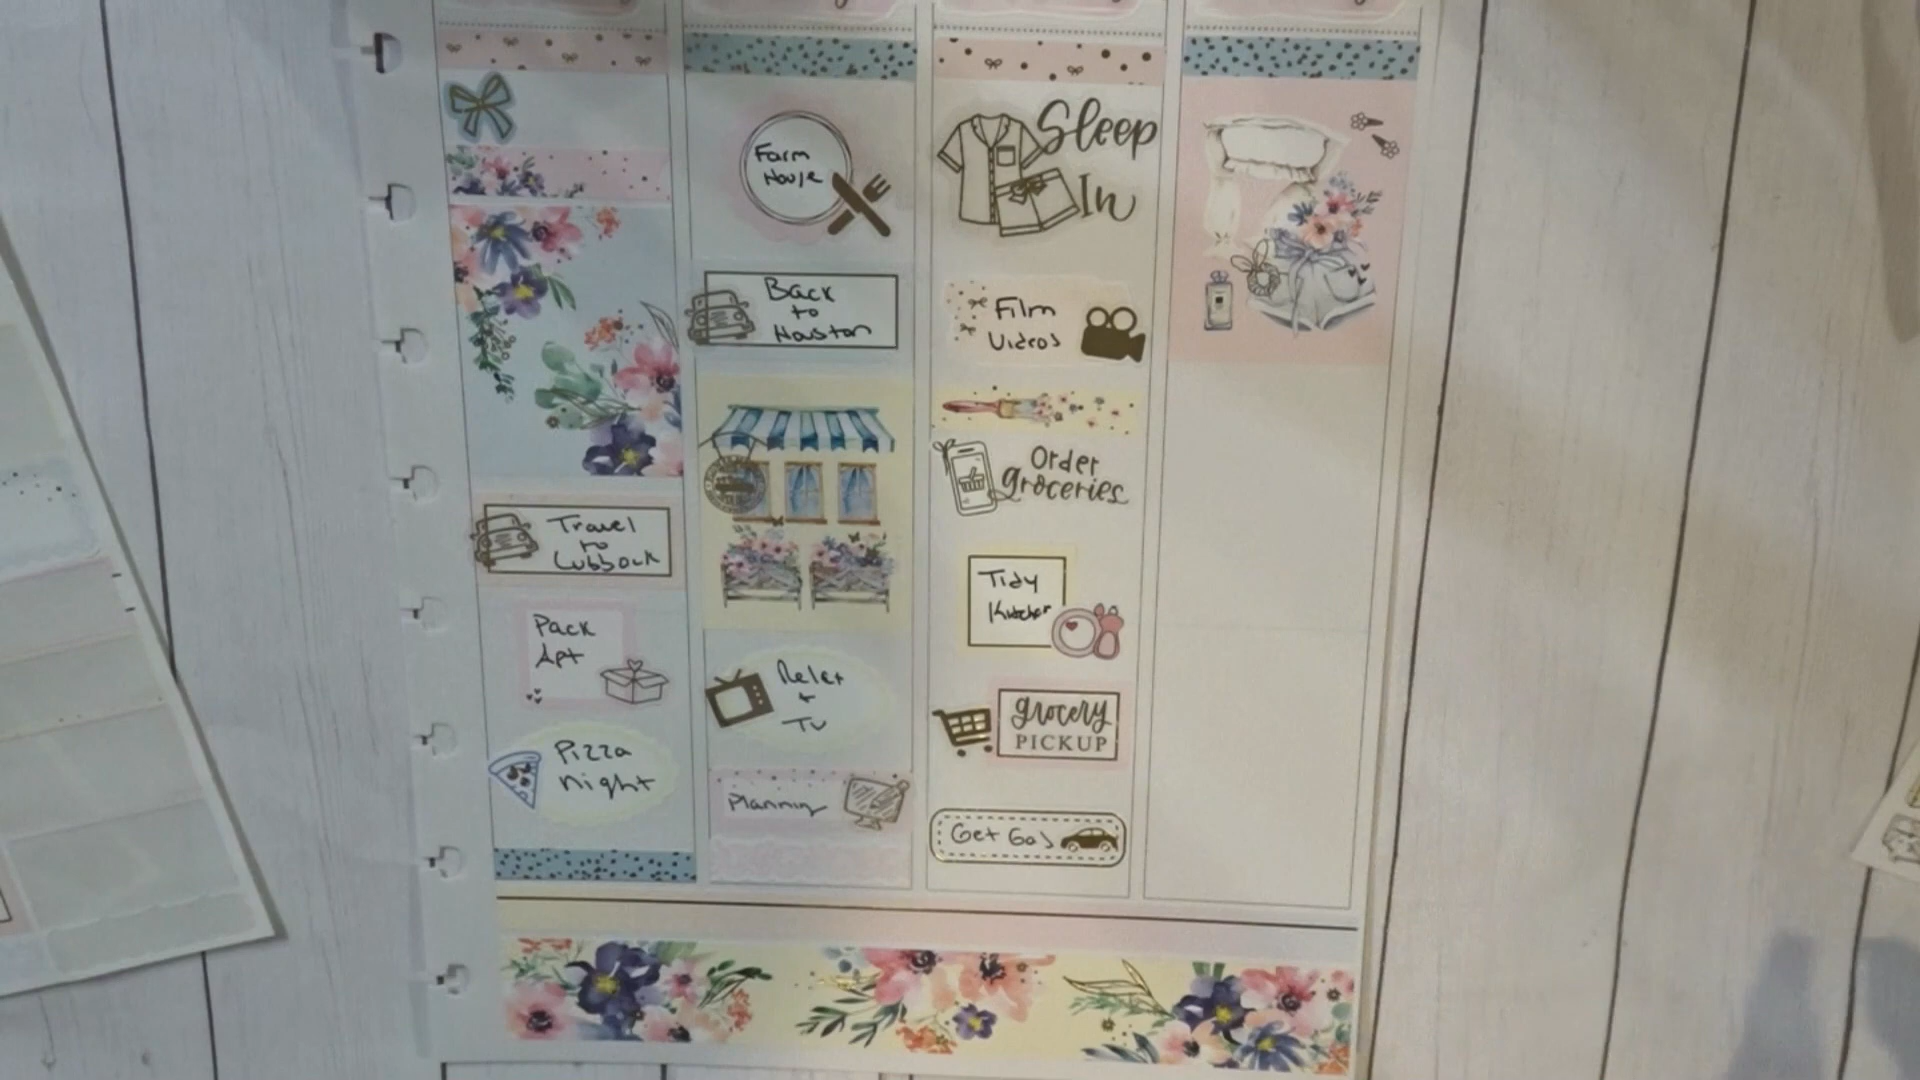 Travel
to
Lubbock
Pack
Apt
Pizza
night
Farm
House
Back
to
Houston
Relax
+
TV
Planning
Sleep
In
Film
Videos
Order
groceries
Tidy
Kitchen
grocery
PICKUP
Get Gas